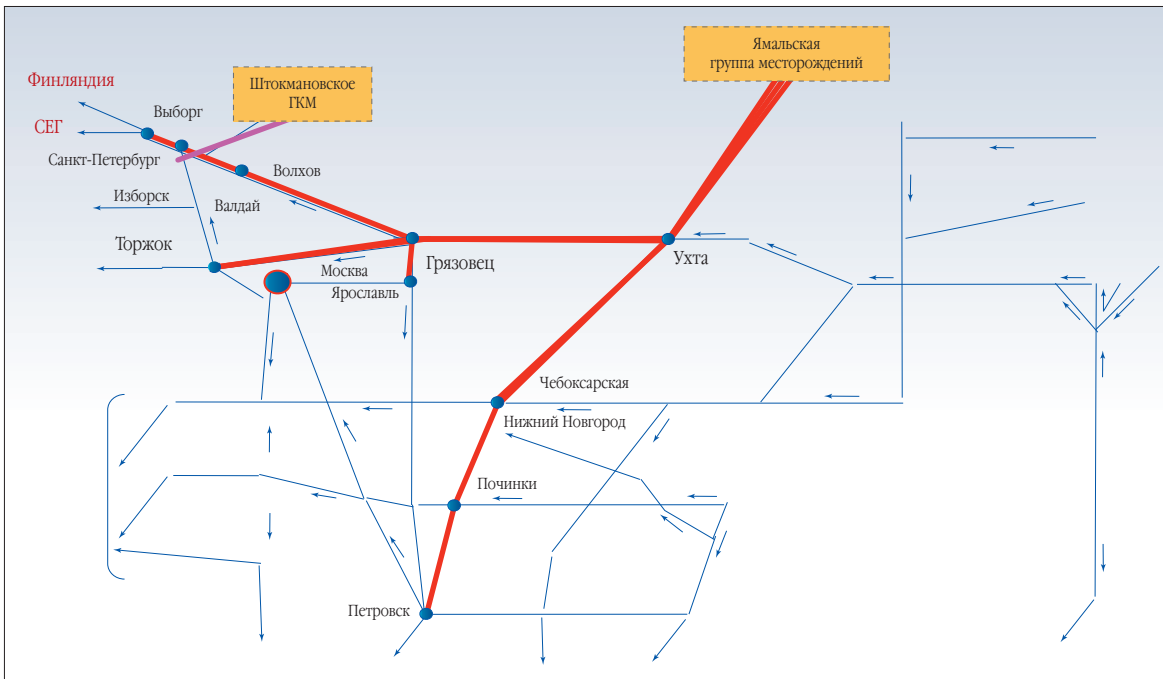 Ямальская
группа месторождений
Финляндия
Штокмановское
ГКМ
Выборг
СЕГ
Санкт-Петербург
Волхов
Изборск
Валдай
Торжок
Грязовец
Ухта
Москва
Ярославль
Чебоксарская
Нижний Новгород
Починки
Петровск